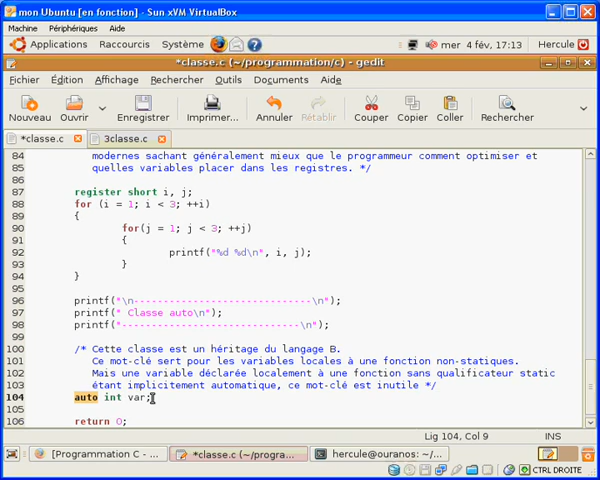 mon Ubuntu [en fonction] - Sun xVM VirtualBox
Machine Périphériques Aide
Applications Raccourcis Système mer 4 fév, 17:13 Hercule
*classe.c (~/programmation/c) - gedit
Fichier Édition Affichage Rechercher Outils Documents Aide
Nouveau Ouvrir Enregistrer Imprimer... Annuler Rétablir Couper Copier Coller Rechercher
*classe.c 3classe.c
84 modernes sachant généralement mieux que le programmeur comment optimiser et
85 quelles variables placer dans les registres. */
86
87 register short i, j;
88 for (i = 1; i < 3; ++i)
89 {
90 for(j = 1; j < 3; ++j)
91 {
92 printf("%d %d\n", i, j);
93 }
94 }
95
96 printf("\n------------------------------\n");
97 printf(" Classe auto\n");
98 printf("------------------------------\n");
99
100 /* Cette classe est un héritage du langage B.
101 Ce mot-clé sert pour les variables locales à une fonction non-statiques.
102 Mais une variable déclarée localement à une fonction sans qualificateur static
103 étant implicitement automatique, ce mot-clé est inutile */
104 auto int var;
105
106 return 0;
Lig 104, Col 9 INS
[Programmation C - ... *classe.c (~/progra... hercule@ouranos: ~/...
CTRL DROITE